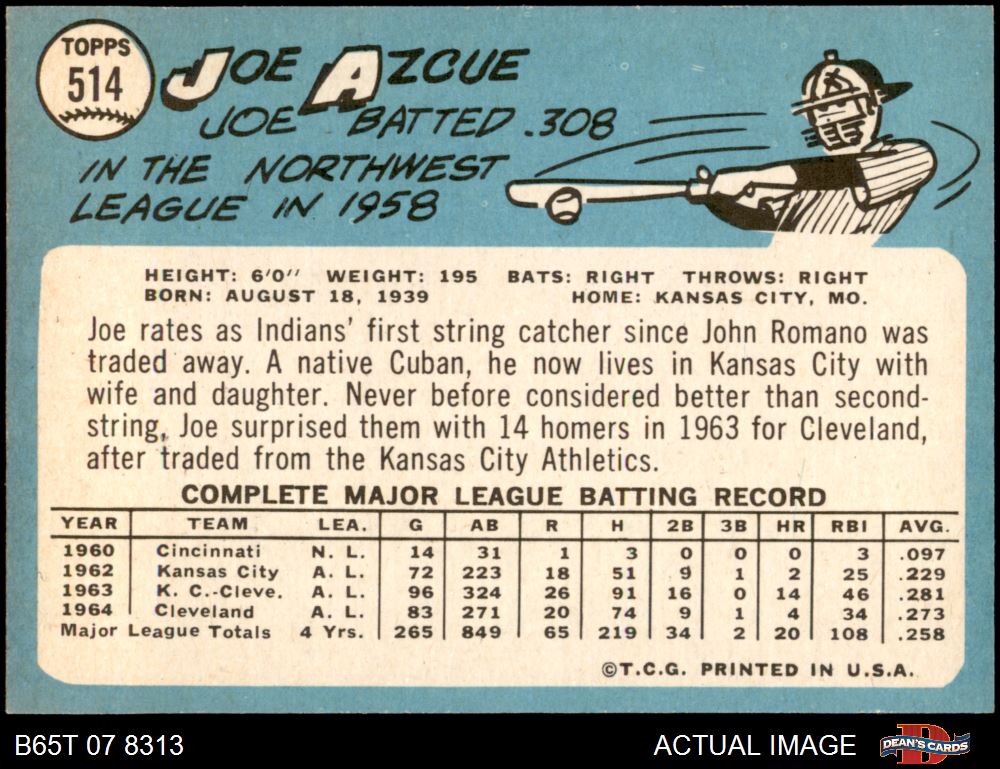 TOPPS
514
JOE AZCUE
JOE BATTED .308
IN THE NORTHWEST
LEAGUE IN 1958
HEIGHT: 6'0" WEIGHT: 195 BATS: RIGHT THROWS: RIGHT
BORN: AUGUST 18, 1939 HOME: KANSAS CITY, MO.
Joe rates as Indians' first string catcher since John Romano was
traded away. A native Cuban, he now lives in Kansas City with
wife and daughter. Never before considered better than second-
string, Joe surprised them with 14 homers in 1963 for Cleveland,
after traded from the Kansas City Athletics.
COMPLETE MAJOR LEAGUE BATTING RECORD
YEAR TEAM LEA. G AB R H 2B 3B HR RBI AVG.
1960 Cincinnati N. L. 14 31 1 3 0 0 0 3 .097
1962 Kansas City A. L. 72 223 18 51 9 1 2 25 .229
1963 K. C.-Cleve. A. L. 96 324 26 91 16 0 14 46 .281
1964 Cleveland A. L. 83 271 20 74 9 1 4 34 .273
Major League Totals 4 Yrs. 265 849 65 219 34 2 20 108 .258
©T.C.G. PRINTED IN U.S.A.
B65T 07 8313 ACTUAL IMAGE DEAN'S CARDS